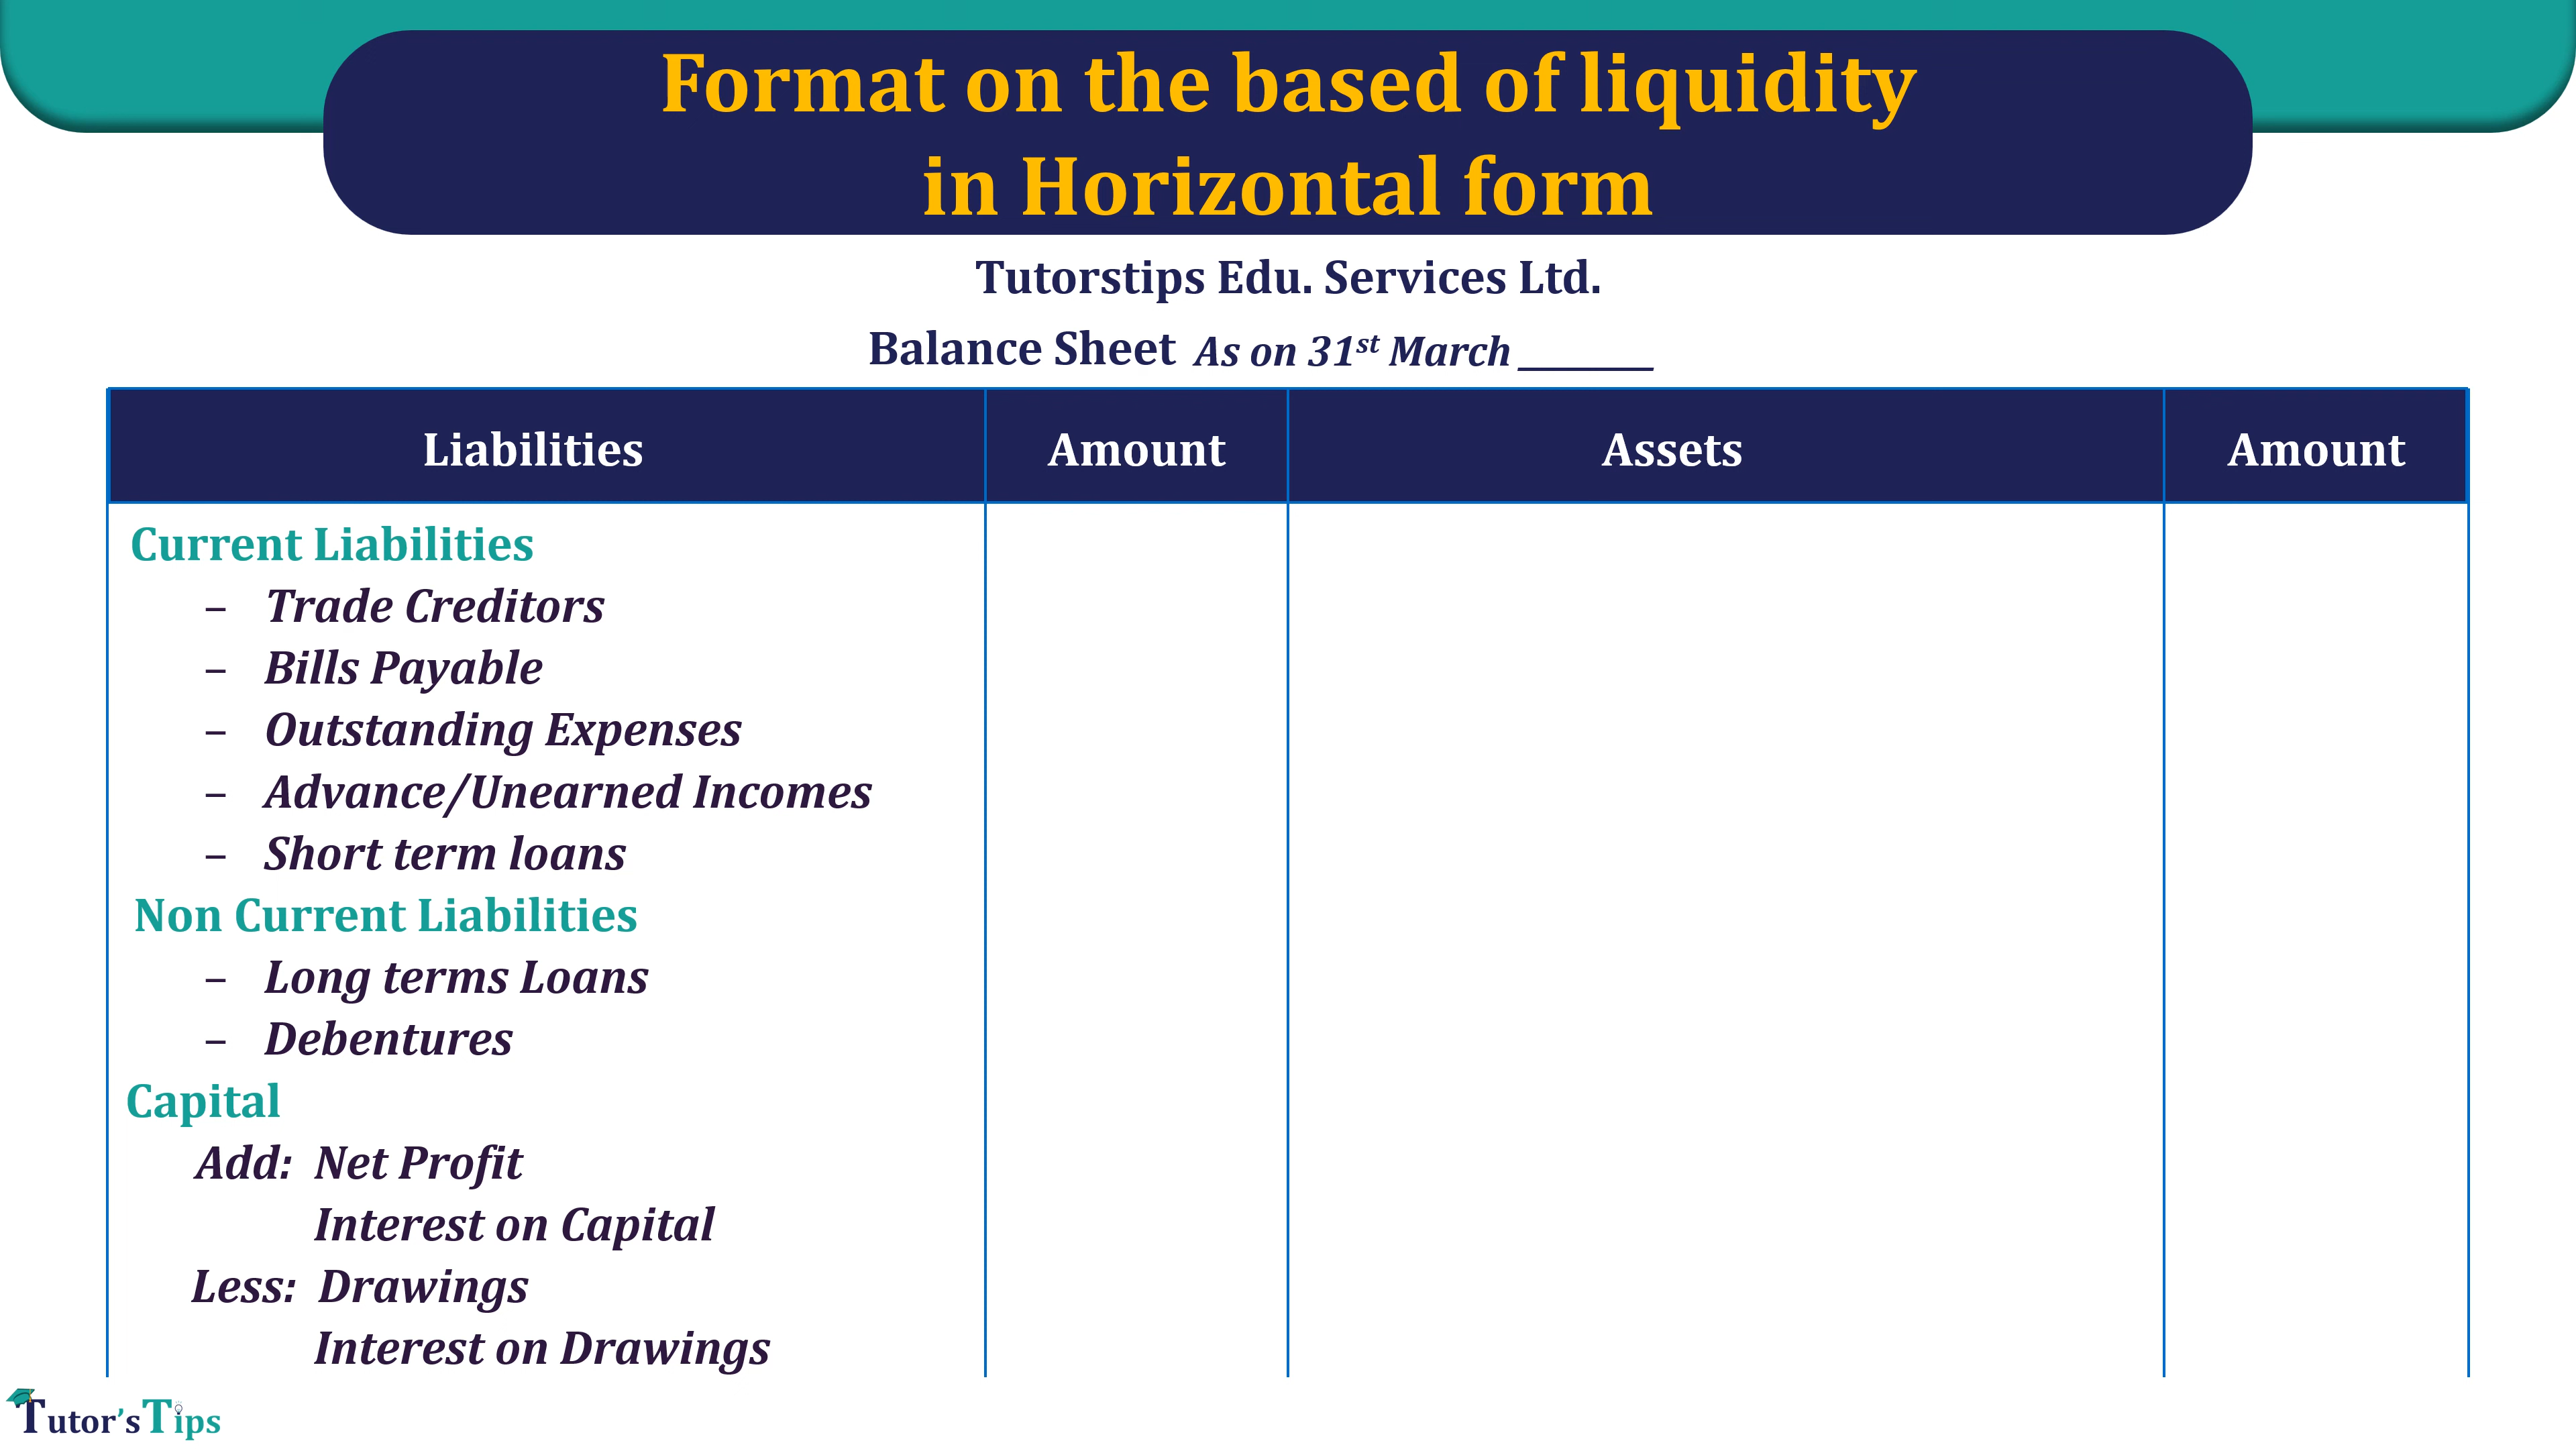 Format on the based of liquidity
in Horizontal form
Tutorstips Edu. Services Ltd.
Balance Sheet As on 31st March ______
Liabilities Amount Assets Amount
Current Liabilities
– Trade Creditors
– Bills Payable
– Outstanding Expenses
– Advance/Unearned Incomes
– Short term loans
Non Current Liabilities
– Long terms Loans
– Debentures
Capital
Add: Net Profit
Interest on Capital
Less: Drawings
Interest on Drawings
Tutor’sTips